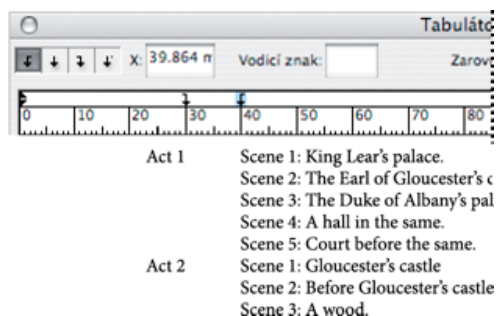 Tabuláto
X: 39.864 m Vodicí znak: Zarov
0 10 20 30 40 50 60 70 80
Act 1 Scene 1: King Lear's palace.
Scene 2: The Earl of Gloucester's c
Scene 3: The Duke of Albany's pal
Scene 4: A hall in the same.
Scene 5: Court before the same.
Act 2 Scene 1: Gloucester's castle
Scene 2: Before Gloucester's castle
Scene 3: A wood.